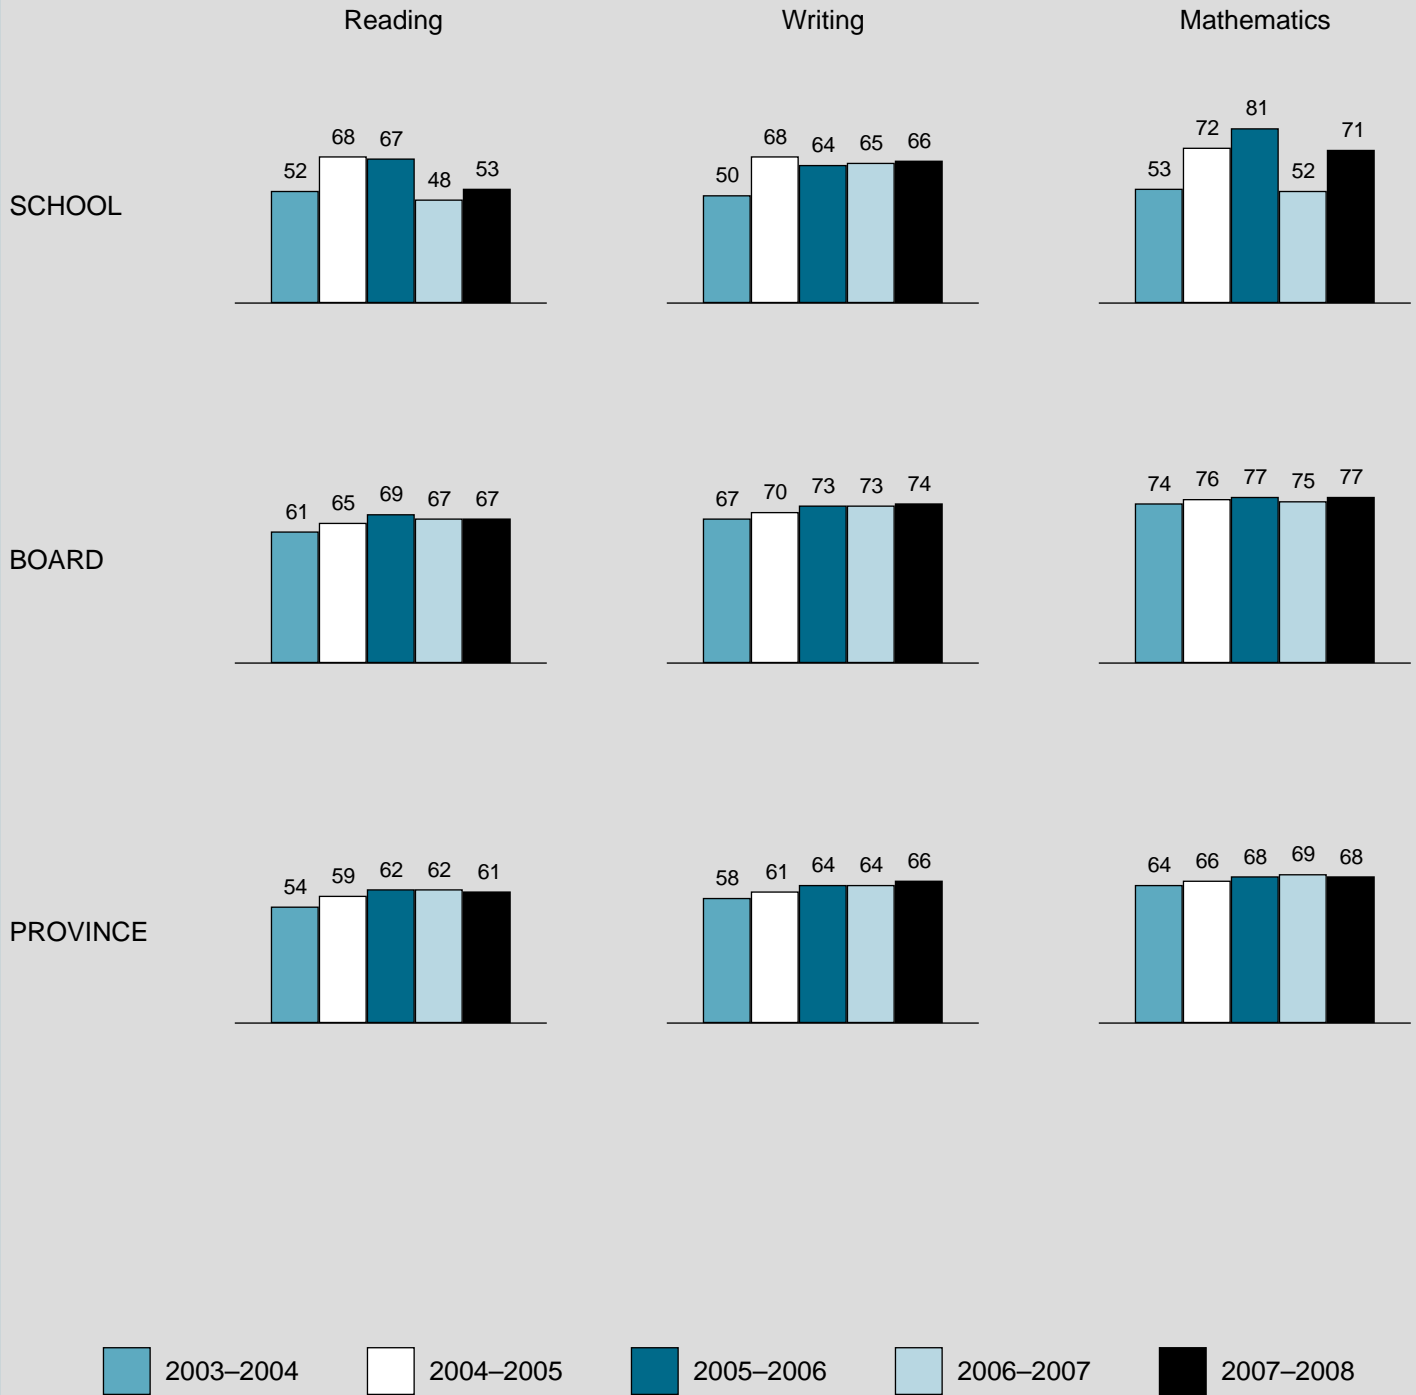 Reading Writing Mathematics
SCHOOL
52 68 67 48 53
50 68 64 65 66
53 72 81 52 71
BOARD
61 65 69 67 67
67 70 73 73 74
74 76 77 75 77
PROVINCE
54 59 62 62 61
58 61 64 64 66
64 66 68 69 68
2003–2004 2004–2005 2005–2006 2006–2007 2007–2008